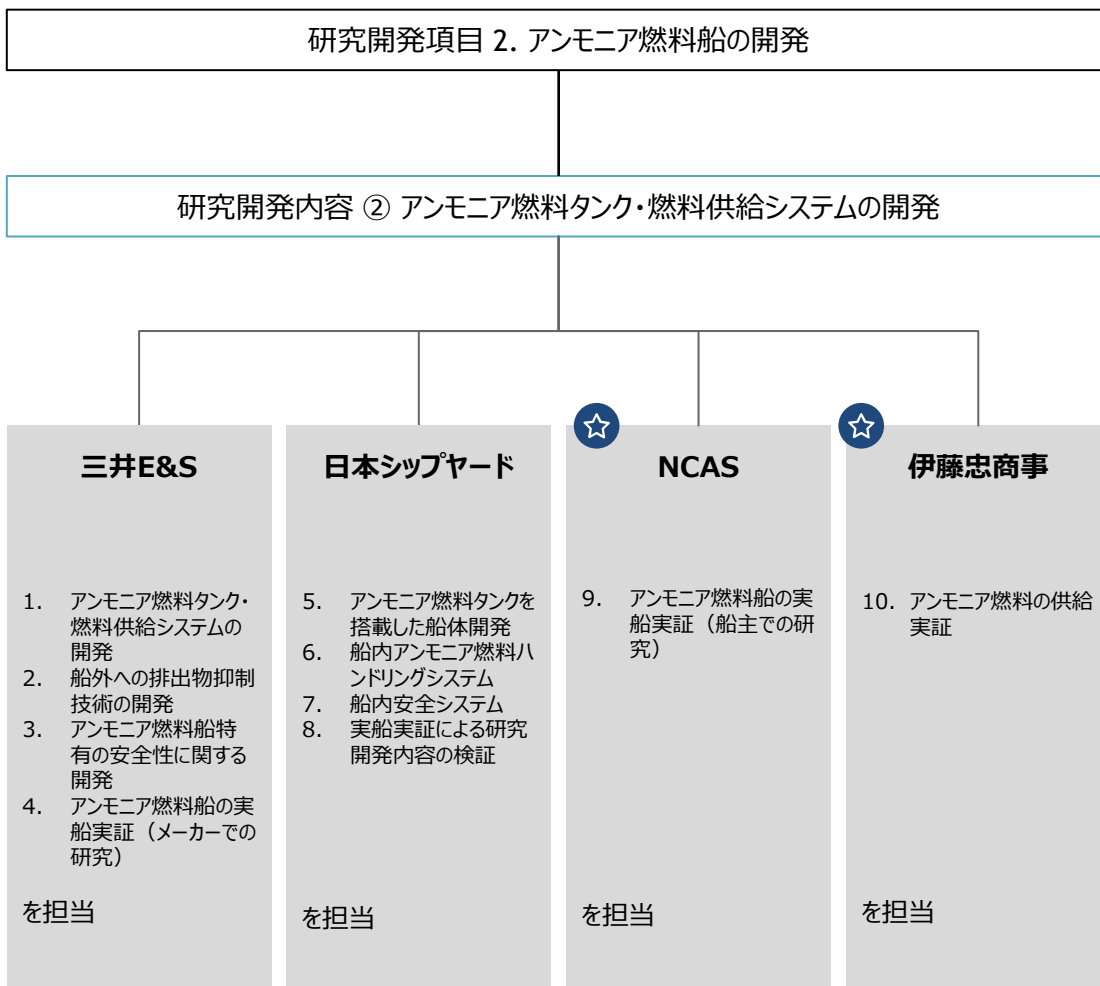 研究開発項目 2. アンモニア燃料船の開発
研究開発内容 ② アンモニア燃料タンク・燃料供給システムの開発
三井E&S
1. アンモニア燃料タンク・
燃料供給システムの
開発
2. 船外への排出物抑制
技術の開発
3. アンモニア燃料船特
有の安全性に関する
開発
4. アンモニア燃料船の実
船実証（メーカーでの
研究）
を担当
日本シップヤード
5. アンモニア燃料タンクを
搭載した船体開発
6. 船内アンモニア燃料ハ
ンドリングシステム
7. 船内安全システム
8. 実船実証による研究
開発内容の検証
を担当
NCAS
9. アンモニア燃料船の実
船実証（船主での研
究）
を担当
伊藤忠商事
10. アンモニア燃料の供給
実証
を担当